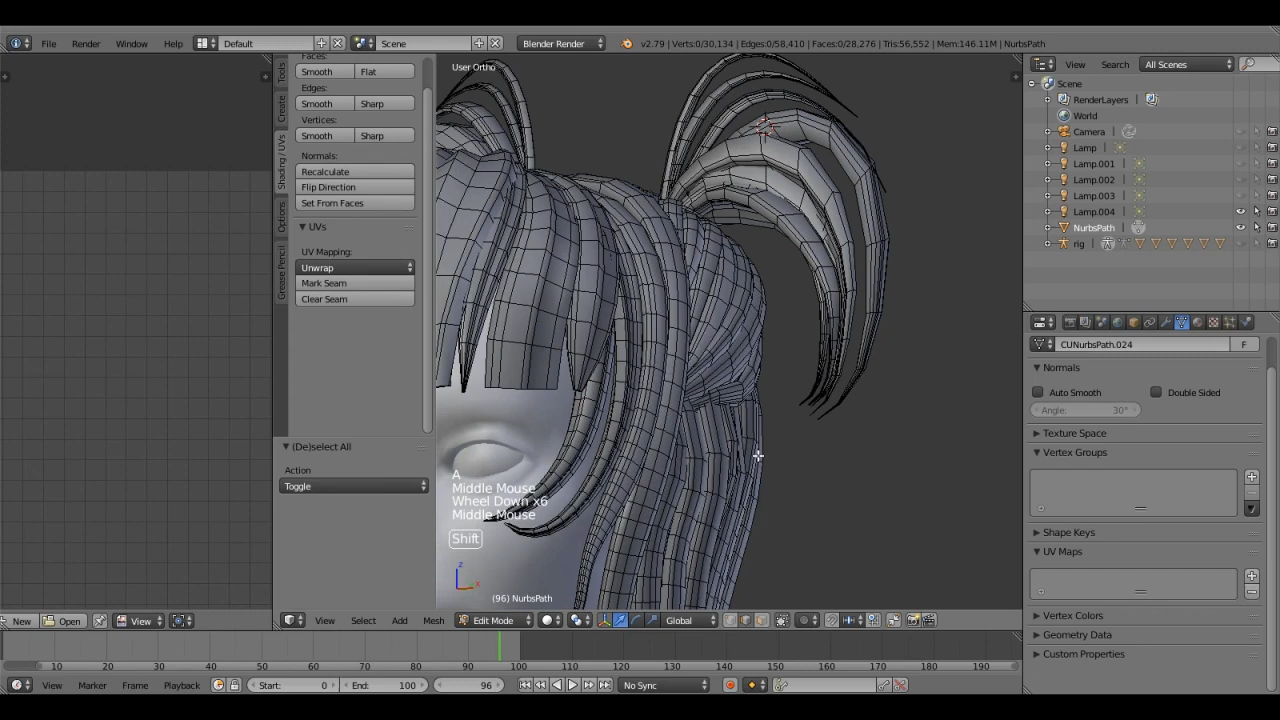 File Render Window Help Default Scene Blender Render v2.79 | Verts:0/30,134 | Edges:0/58,410 | Faces:0/28,276 | Tris:56,552 | Mem:146.11M | NurbsPath
Tools
Create
Shading / UVs
Options
Grease Pencil
Faces:
Smooth Flat
Edges:
Smooth Sharp
Vertices:
Smooth Sharp
Normals:
Recalculate
Flip Direction
Set From Faces
UVs
UV Mapping:
Unwrap
Mark Seam
Clear Seam
(De)select All
Action
Toggle
User Ortho
A
Middle Mouse
Wheel Down x6
Middle Mouse
Shift
z
x
(96) NurbsPath
View Search All Scenes
Scene
RenderLayers |
World
Camera |
Lamp |
Lamp.001 |
Lamp.002 |
Lamp.003 |
Lamp.004 |
NurbsPath |
rig |
CUNurbsPath.024 F
Normals
Auto Smooth Double Sided
Angle: 30°
Texture Space
Vertex Groups
Shape Keys
UV Maps
Vertex Colors
Geometry Data
Custom Properties
New Open View
View Select Add Mesh Edit Mode Global
10 20 30 40 50 60 70 80 90 100 110 120 130 140 150 160 170 180 190
View Marker Frame Playback Start: 0 End: 100 96 No Sync